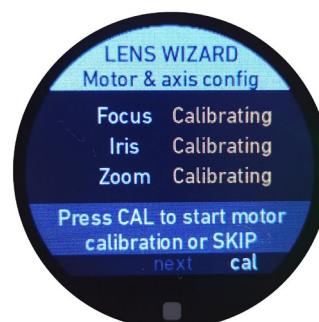 LENS WIZARD
Motor & axis config
Focus Calibrating
Iris Calibrating
Zoom Calibrating
Press CAL to start motor
calibration or SKIP
next cal